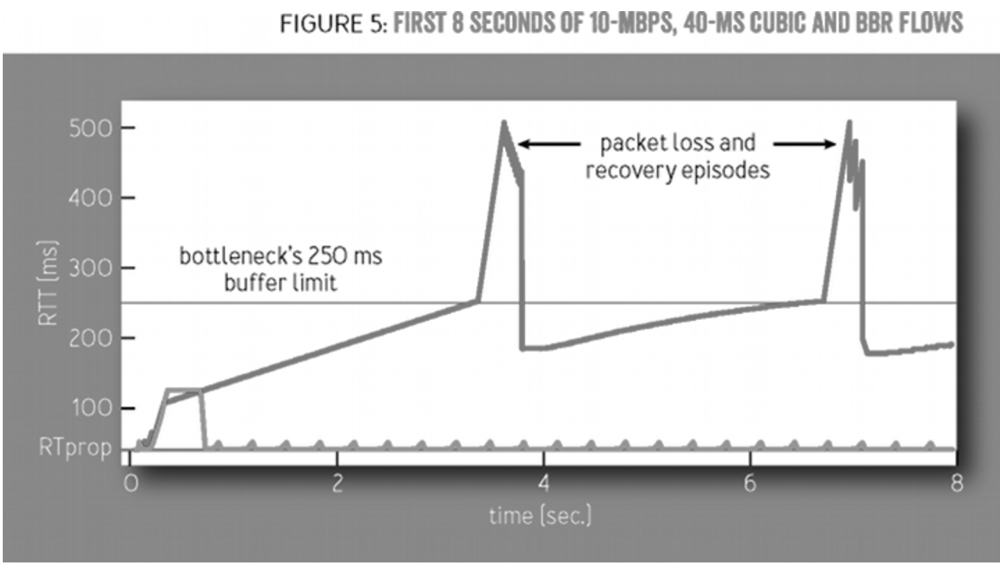 FIGURE 5: FIRST 8 SECONDS OF 10-MBPS, 40-MS CUBIC AND BBR FLOWS
500
packet loss and
recovery episodes
400
bottleneck's 250 ms
buffer limit
300
RTT (ms)
200
100
RTprop
0 2 4 6 8
time (sec.)